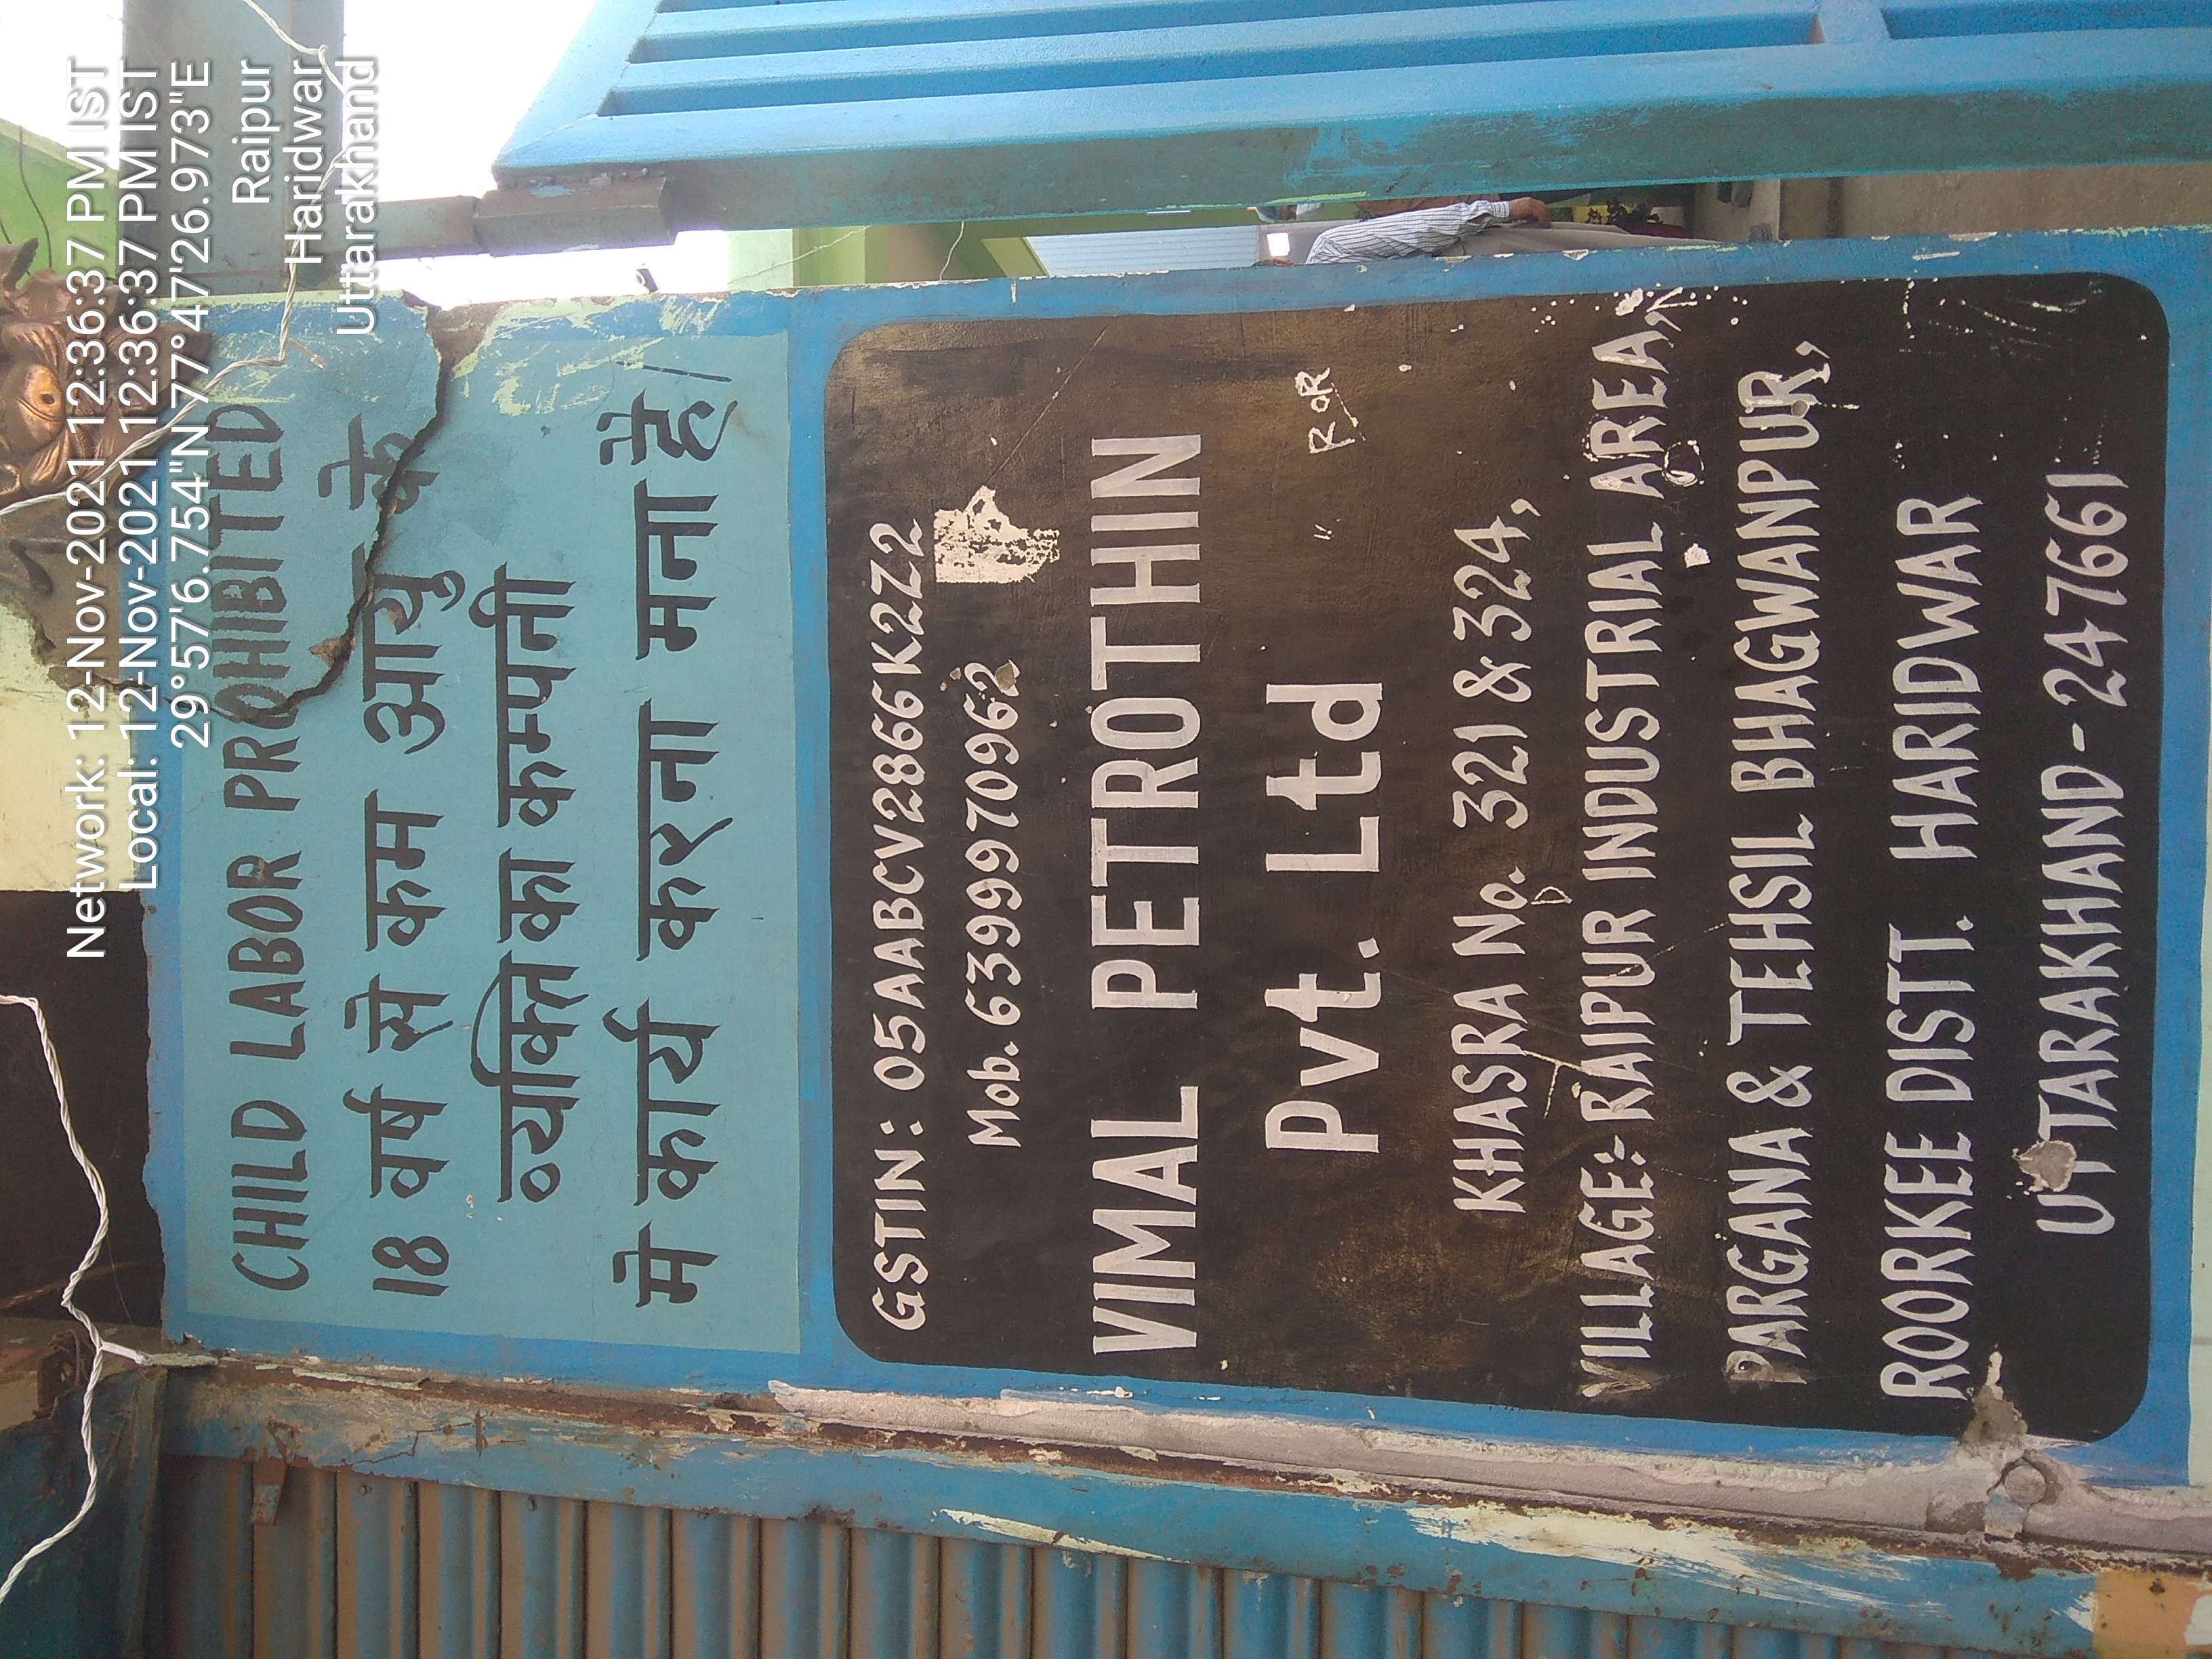 Network: 12-Nov-2021 12:36:37 PM IST
Local: 12-Nov-2021 12:36:37 PM IST
29°57'6.754"N 77°47'26.973"E
Raipur
Haridwar
Uttarakhand
CHILD LABOR PROHIBITED
18 वर्ष से कम आयु के
व्यक्ति का कम्पनी
मे कार्य करना मना है।
GSTIN: 05AABCV2866K2Z2
Mob. 6399970962
VIMAL PETROTHIN
Pvt. Ltd
R OR
KHASRA No. 321 & 324,
VILLAGE:- RAIPUR INDUSTRIAL AREA,
PARGANA & TEHSIL BHAGWANPUR,
ROORKEE DISTT. HARIDWAR
UTTARAKHAND-247661